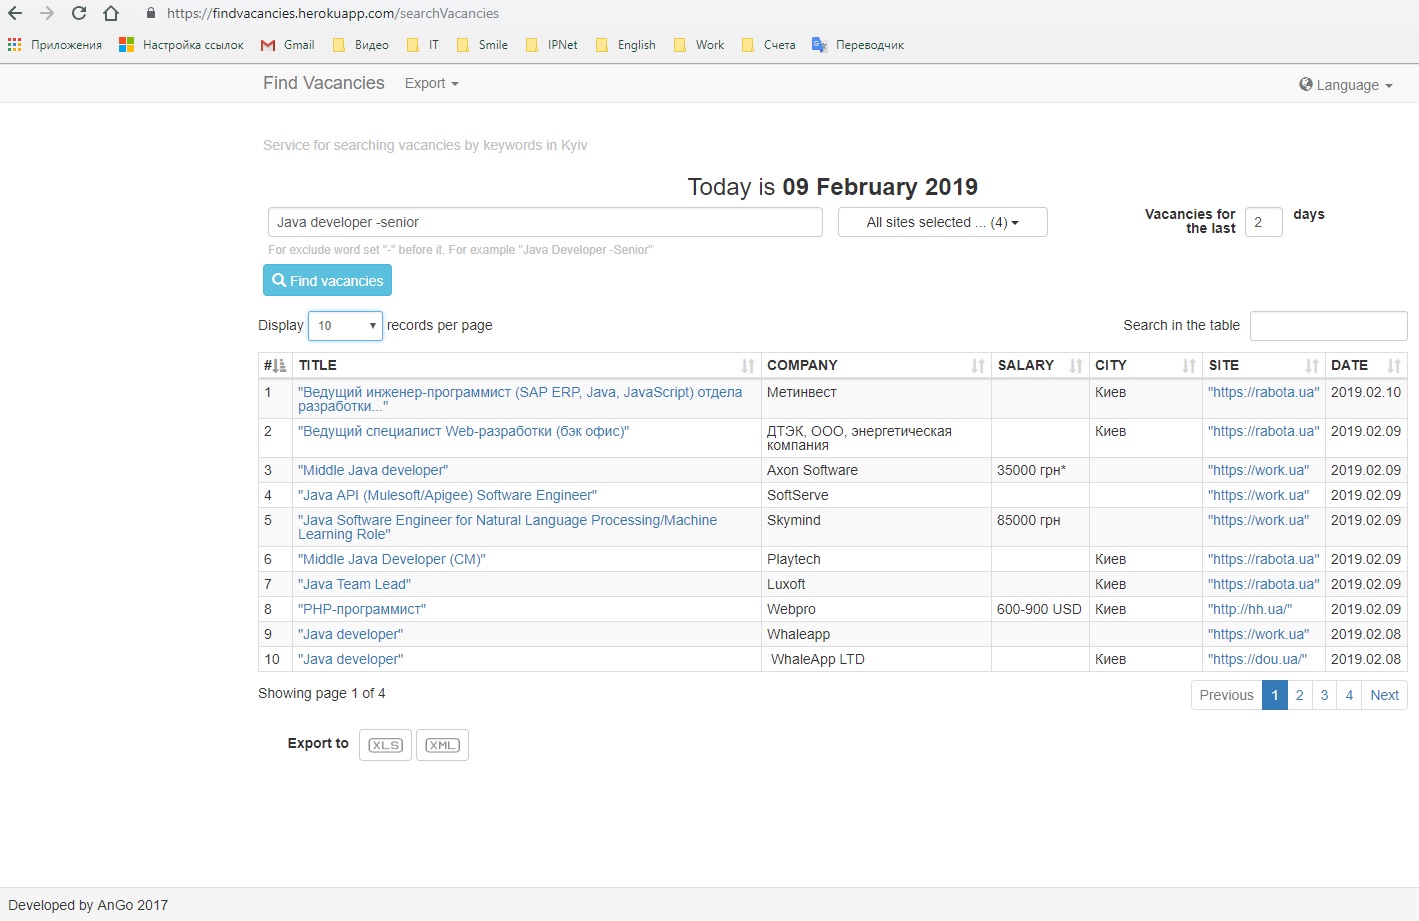 https://findvacancies.herokuapp.com/searchVacancies
Приложения Настройка ссылок Gmail Видео IT Smile IPNet English Work Счета Переводчик
Find Vacancies Export Language
Service for searching vacancies by keywords in Kyiv
Today is 09 February 2019
Java developer -senior All sites selected ... (4) Vacancies for the last 2 days
For exclude word set "-" before it. For example "Java Developer -Senior"
Find vacancies
Display 10 records per page Search in the table
# TITLE COMPANY SALARY CITY SITE DATE
1 "Ведущий инженер-программист (SAP ERP, Java, JavaScript) отдела Метинвест Киев "https://rabota.ua" 2019.02.10
разработки..."
2 "Ведущий специалист Web-разработки (бэк офис)" ДТЭК, ООО, энергетическая Киев "https://rabota.ua" 2019.02.09
компания
3 "Middle Java developer" Axon Software 35000 грн* "https://work.ua" 2019.02.09
4 "Java API (Mulesoft/Apigee) Software Engineer" SoftServe "https://work.ua" 2019.02.09
5 "Java Software Engineer for Natural Language Processing/Machine Skymind 85000 грн "https://work.ua" 2019.02.09
Learning Role"
6 "Middle Java Developer (CM)" Playtech Киев "https://rabota.ua" 2019.02.09
7 "Java Team Lead" Luxoft Киев "https://rabota.ua" 2019.02.09
8 "PHP-программист" Webpro 600-900 USD Киев "http://hh.ua/" 2019.02.09
9 "Java developer" Whaleapp "https://work.ua" 2019.02.08
10 "Java developer" WhaleApp LTD Киев "https://dou.ua/" 2019.02.08
Showing page 1 of 4 Previous 1 2 3 4 Next
Export to XLS XML
Developed by AnGo 2017